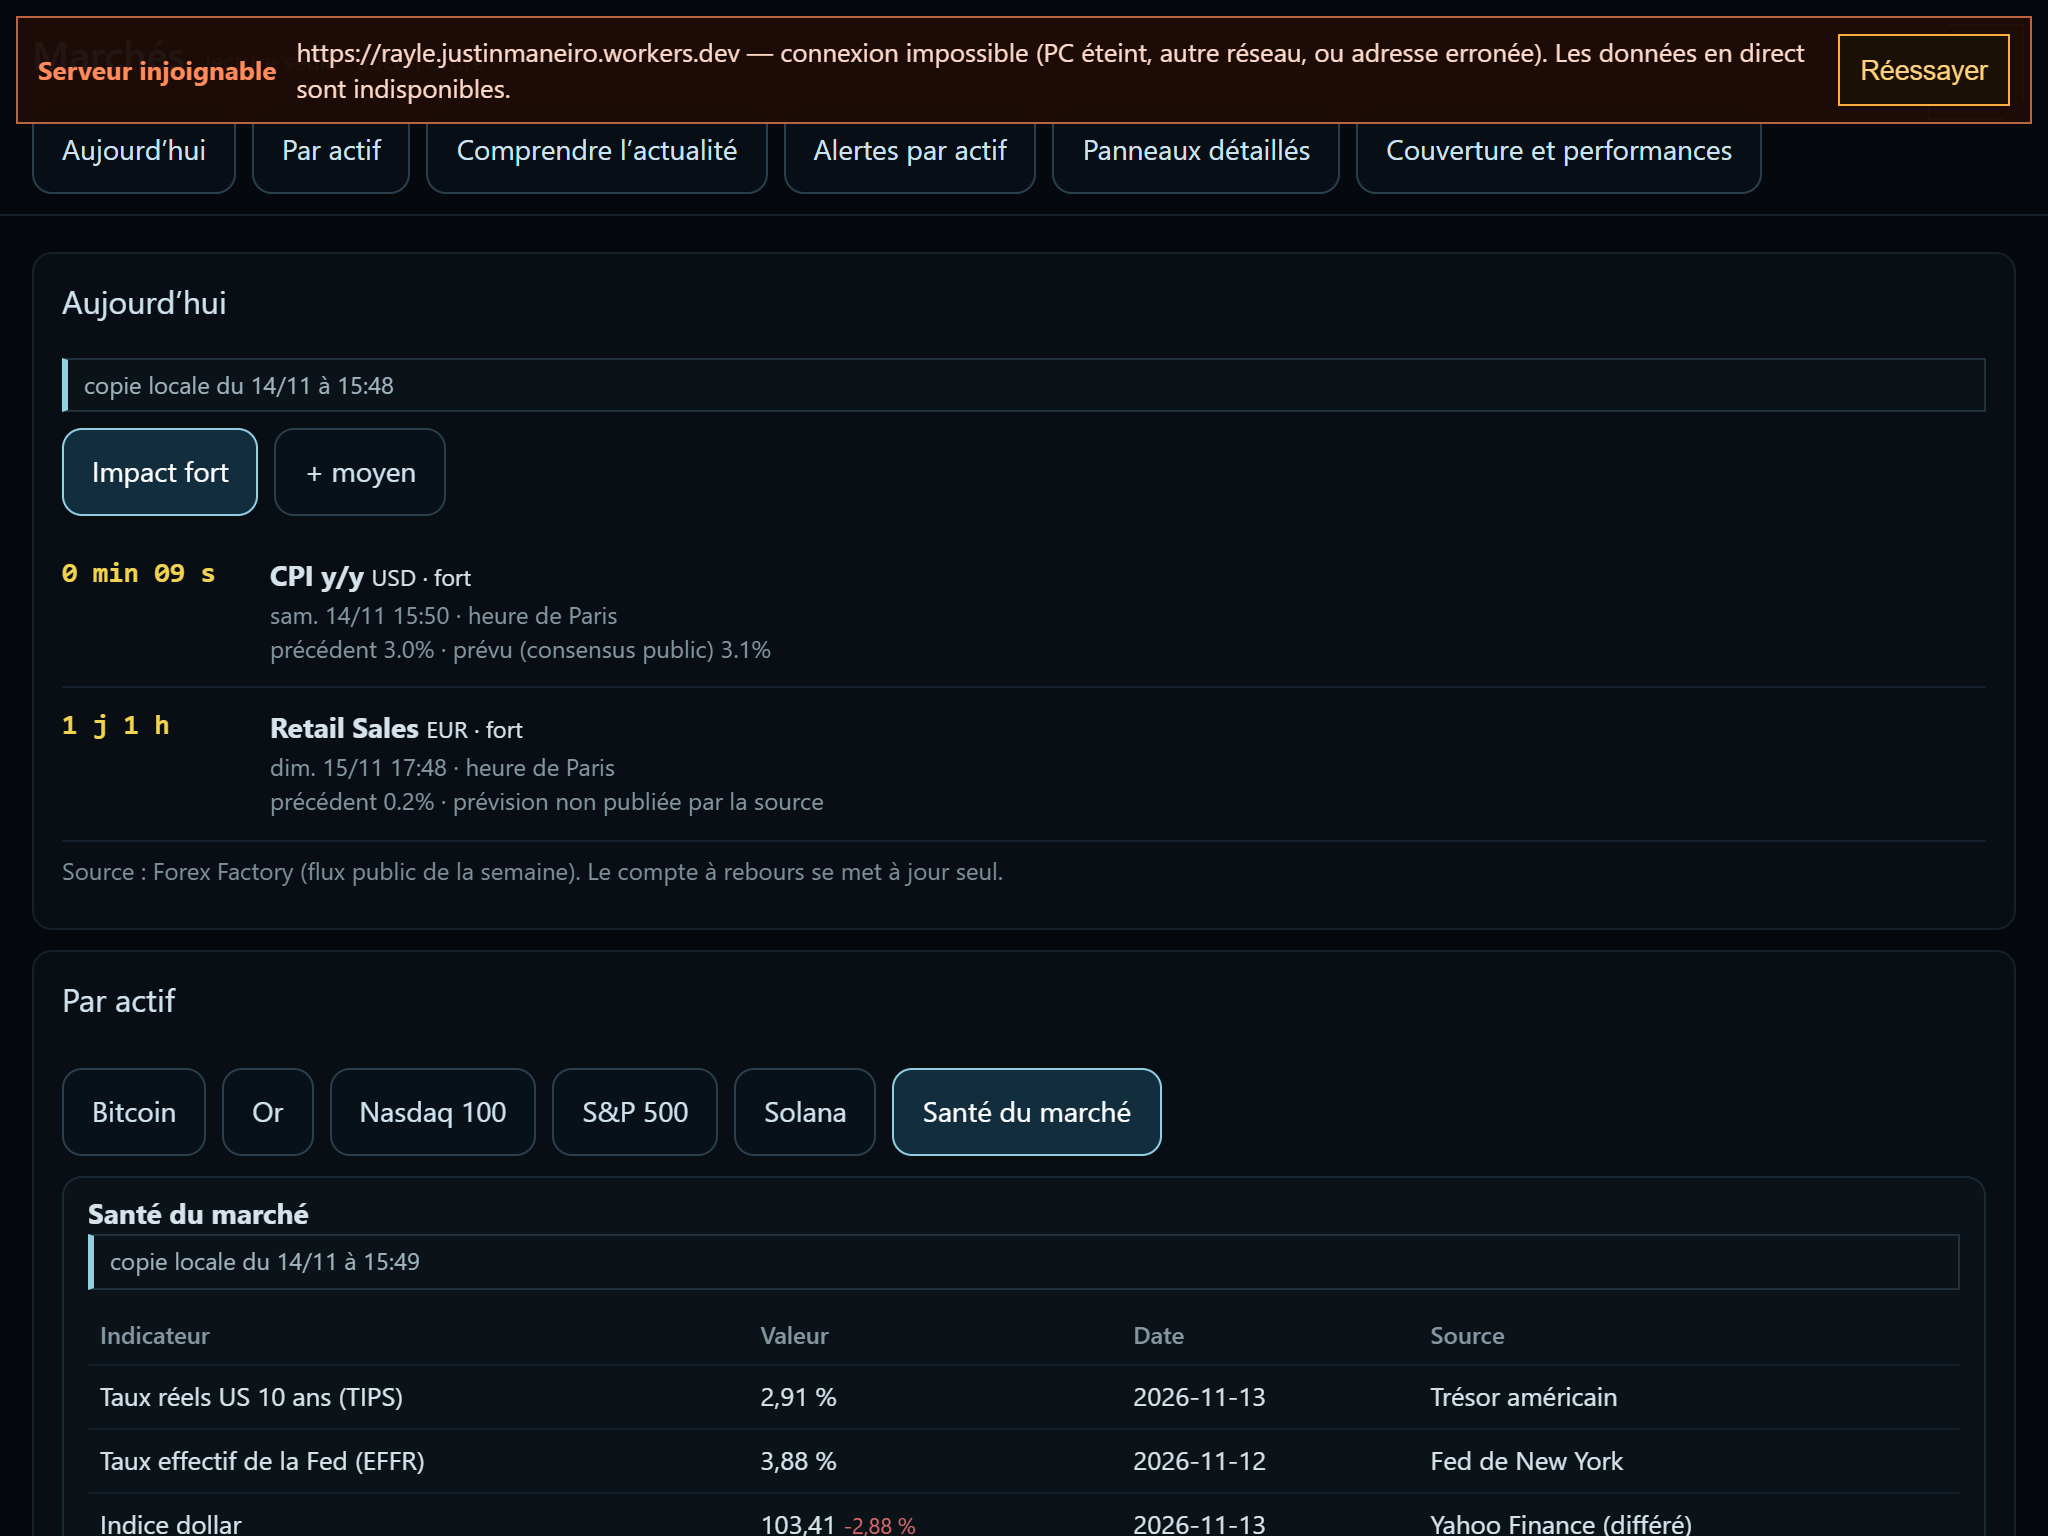 Marchés
Serveur injoignable
https://rayle.justinmaneiro.workers.dev — connexion impossible (PC éteint, autre réseau, ou adresse erronée). Les données en direct
sont indisponibles.
Réessayer
Aujourd’hui
Par actif
Comprendre l’actualité
Alertes par actif
Panneaux détaillés
Couverture et performances
Aujourd’hui
copie locale du 14/11 à 15:48
Impact fort
+ moyen
0 min 09 s
CPI y/y USD · fort
sam. 14/11 15:50 · heure de Paris
précédent 3.0% · prévu (consensus public) 3.1%
1 j 1 h
Retail Sales EUR · fort
dim. 15/11 17:48 · heure de Paris
précédent 0.2% · prévision non publiée par la source
Source : Forex Factory (flux public de la semaine). Le compte à rebours se met à jour seul.
Par actif
Bitcoin
Or
Nasdaq 100
S&P 500
Solana
Santé du marché
Santé du marché
copie locale du 14/11 à 15:49
Indicateur Valeur Date Source
Taux réels US 10 ans (TIPS) 2,91 % 2026-11-13 Trésor américain
Taux effectif de la Fed (EFFR) 3,88 % 2026-11-12 Fed de New York
Indice dollar 103,41 -2,88 % 2026-11-13 Yahoo Finance (différé)